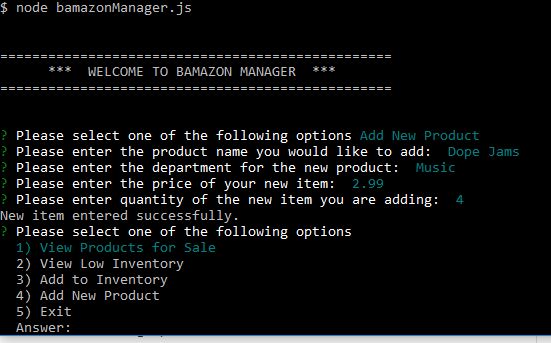 $ node bamazonManager.js
=================================================
*** WELCOME TO BAMAZON MANAGER ***
=================================================
? Please select one of the following options Add New Product
? Please enter the product name you would like to add: Dope Jams
? Please enter the department for the new product: Music
? Please enter the price of your new item: 2.99
? Please enter quantity of the new item you are adding: 4
New item entered successfully.
? Please select one of the following options
1) View Products for Sale
2) View Low Inventory
3) Add to Inventory
4) Add New Product
5) Exit
Answer: